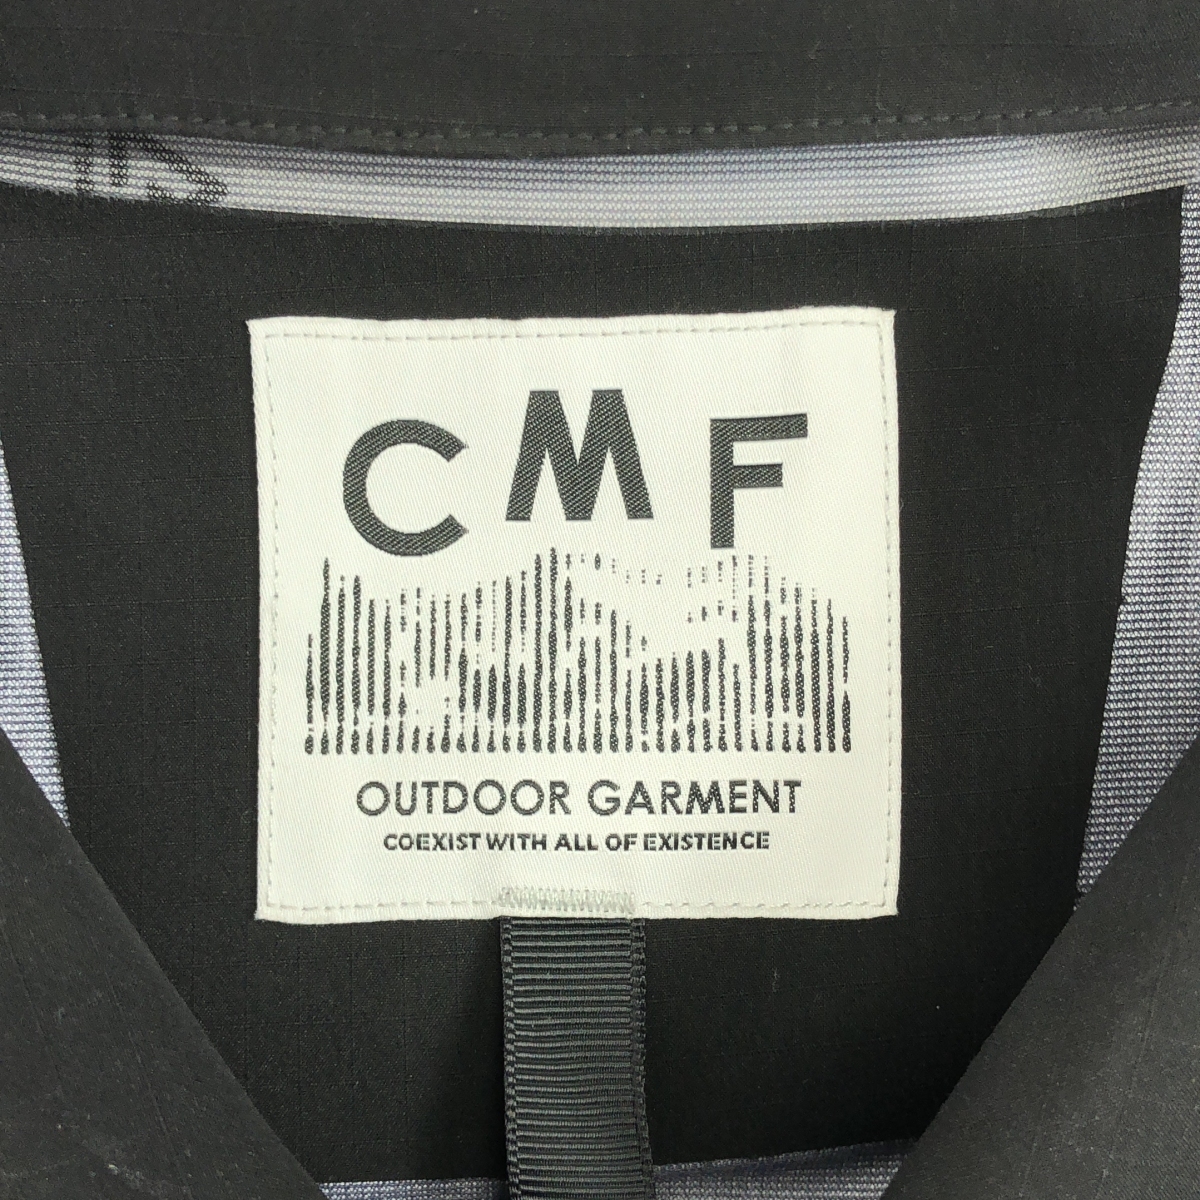 CMF
OUTDOOR GARMENT
COEXIST WITH ALL OF EXISTENCE